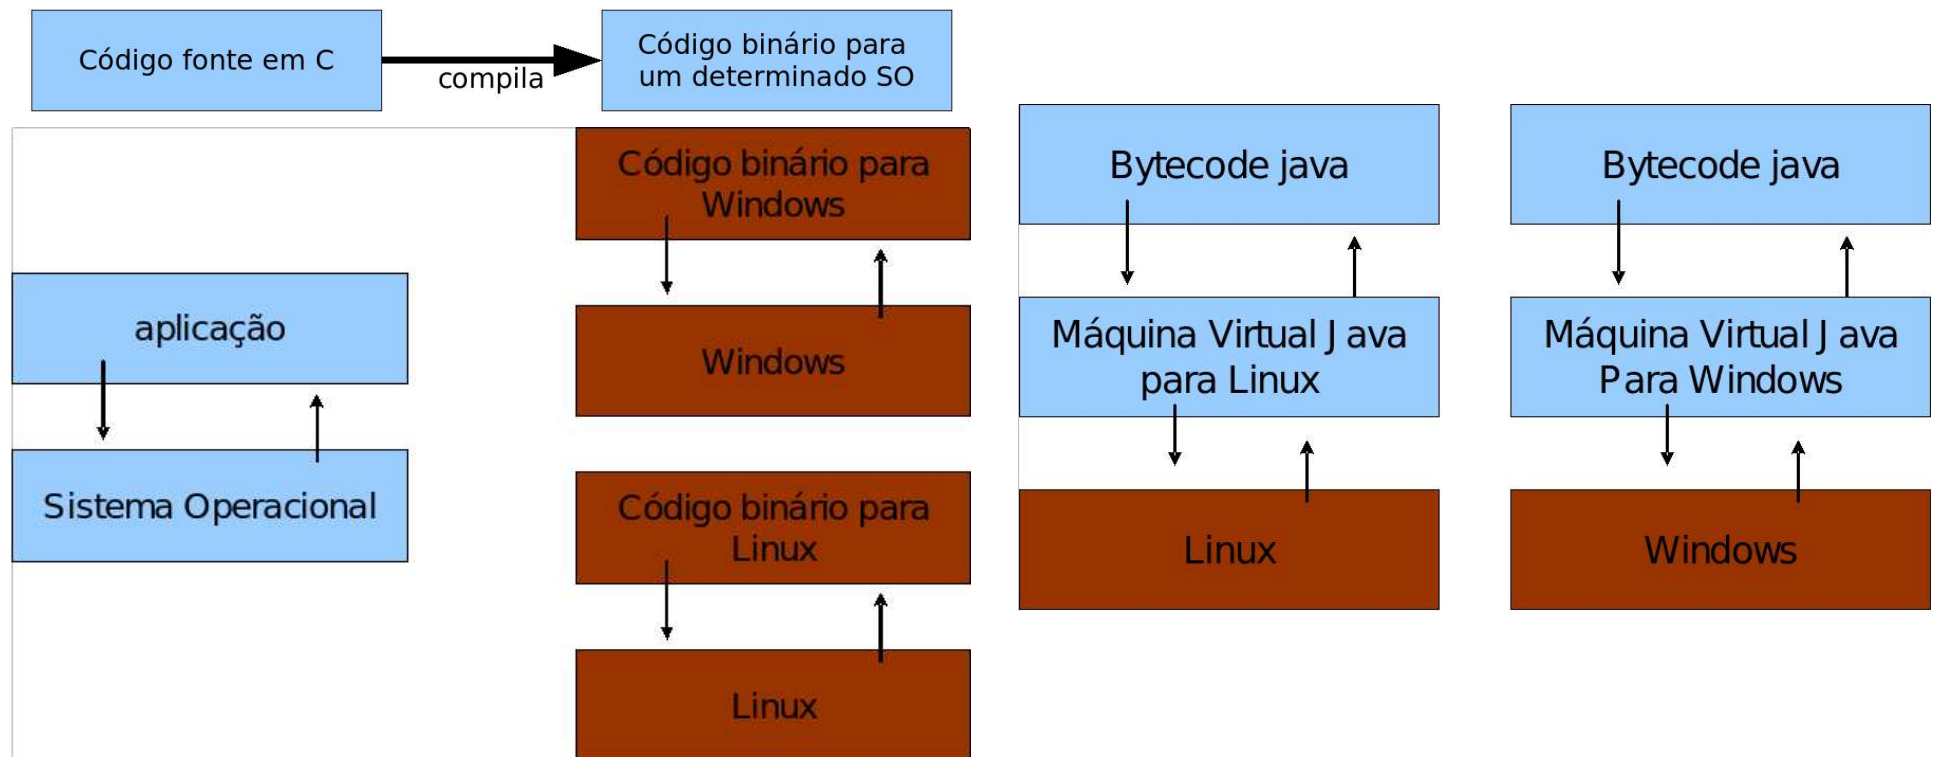 Código fonte em C
compila
Código binário para
um determinado SO
aplicação
Sistema Operacional
Código binário para
Windows
Windows
Código binário para
Linux
Linux
Bytecode java
Máquina Virtual Java
para Linux
Linux
Bytecode java
Máquina Virtual Java
Para Windows
Windows